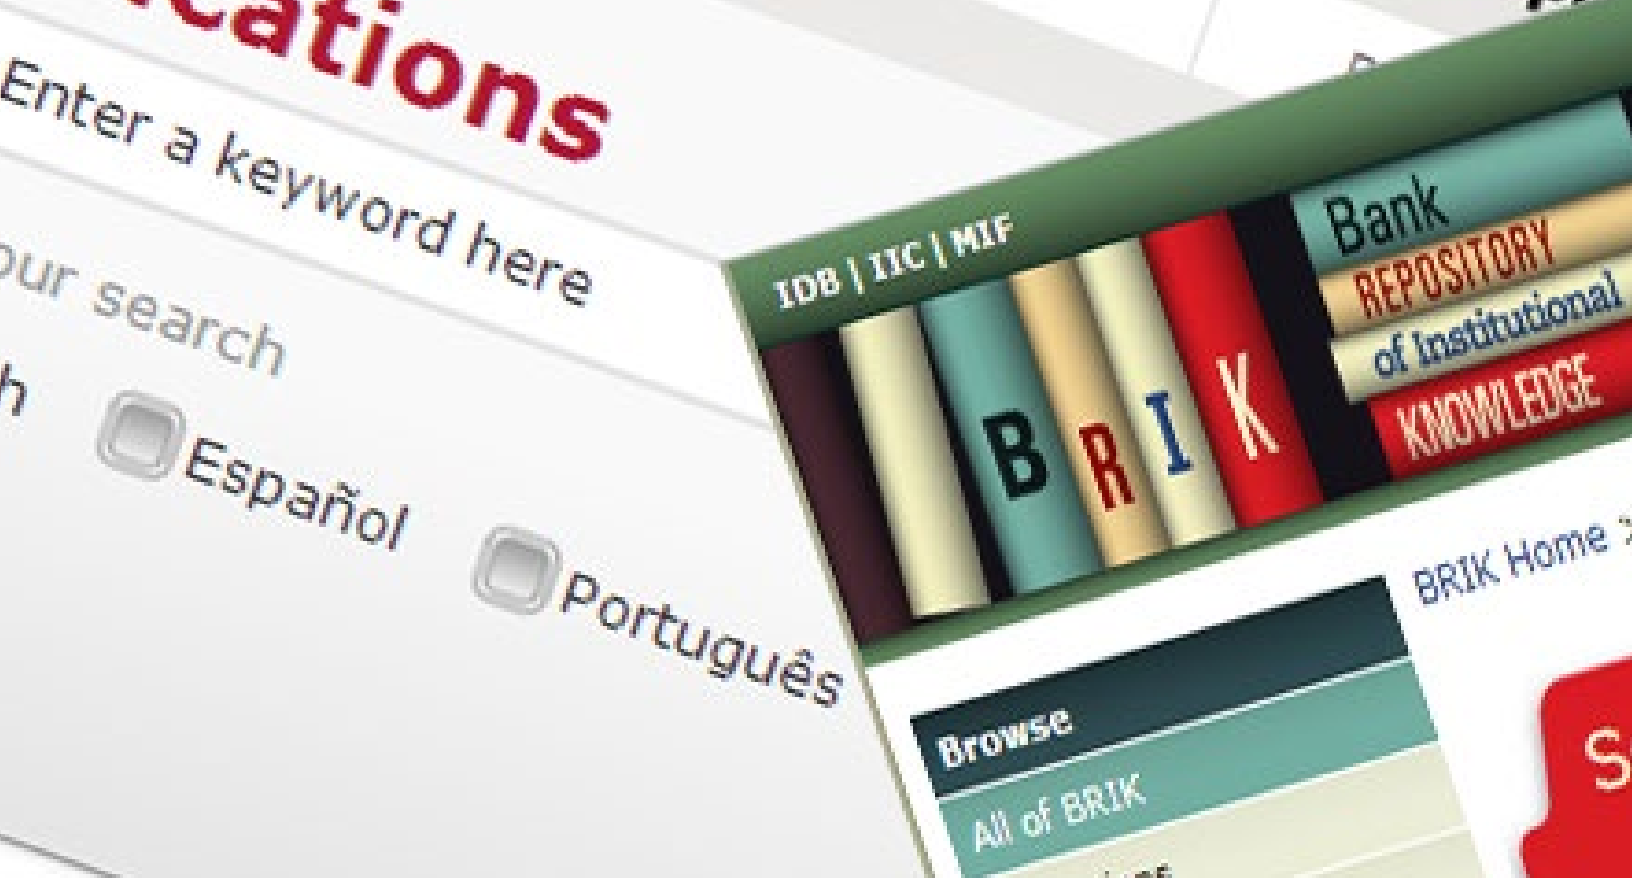 cations
Enter a keyword here
our search
h
Español
Português
IDB | IIC | MIF
B R I K
Bank
REPOSITORY
of Institutional
KNOWLEDGE
BRIK Home >
Browse
All of BRIK
S